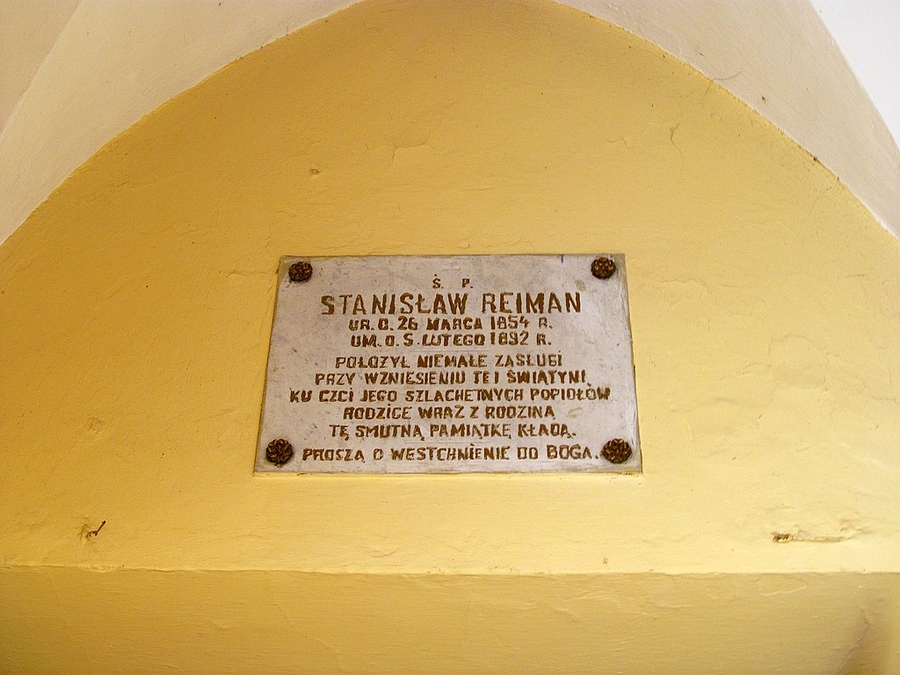 Ś. P.
STANISŁAW REIMAN
UR. D. 26 MARCA 1854 R.
UM. D. 5. LUTEGO 1892 R.
POŁOŻYŁ NIEMAŁE ZASŁUGI
PRZY WZNIESIENIU TEJ ŚWIĄTYNI.
KU CZCI JEGO SZLACHETNYCH POPIOŁÓW
RODZICE WRAZ Z RODZINĄ
TĘ SMUTNĄ PAMIĄTKĘ KŁADĄ.
PROSZĄ O WESTCHNIENIE DO BOGA.